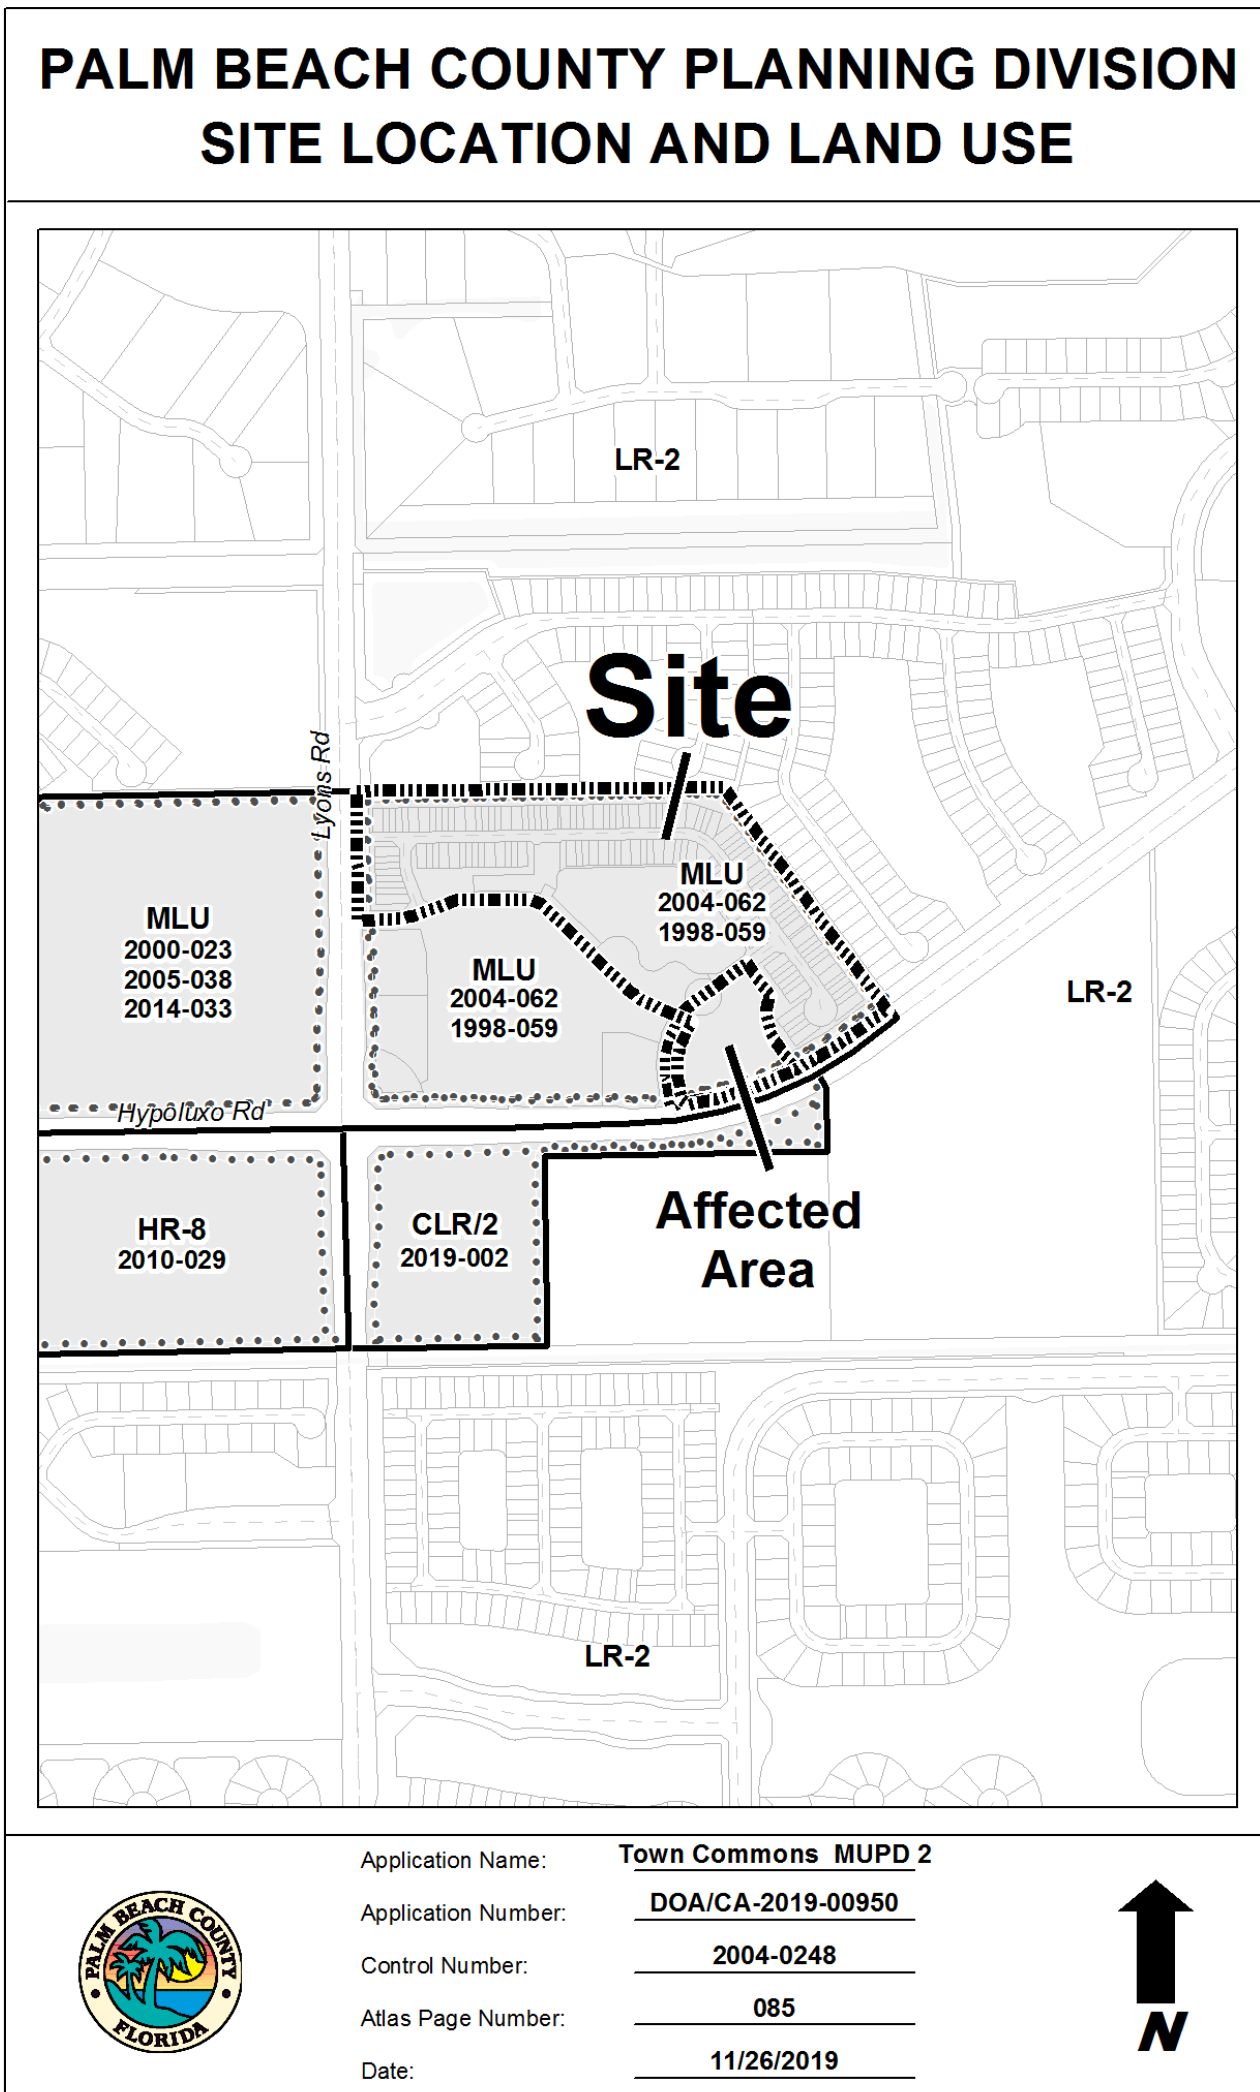 PALM BEACH COUNTY PLANNING DIVISION
SITE LOCATION AND LAND USE
LR-2
Site
Lyons Rd
MLU
2004-062
1998-059
MLU
2000-023
2005-038
2014-033
MLU
2004-062
1998-059
LR-2
Hypoluxo Rd
HR-8
2010-029
CLR/2
2019-002
Affected
Area
LR-2
PALM BEACH COUNTY
FLORIDA
Application Name: Town Commons MUPD 2
Application Number: DOA/CA-2019-00950
Control Number: 2004-0248
Atlas Page Number: 085
Date: 11/26/2019
N